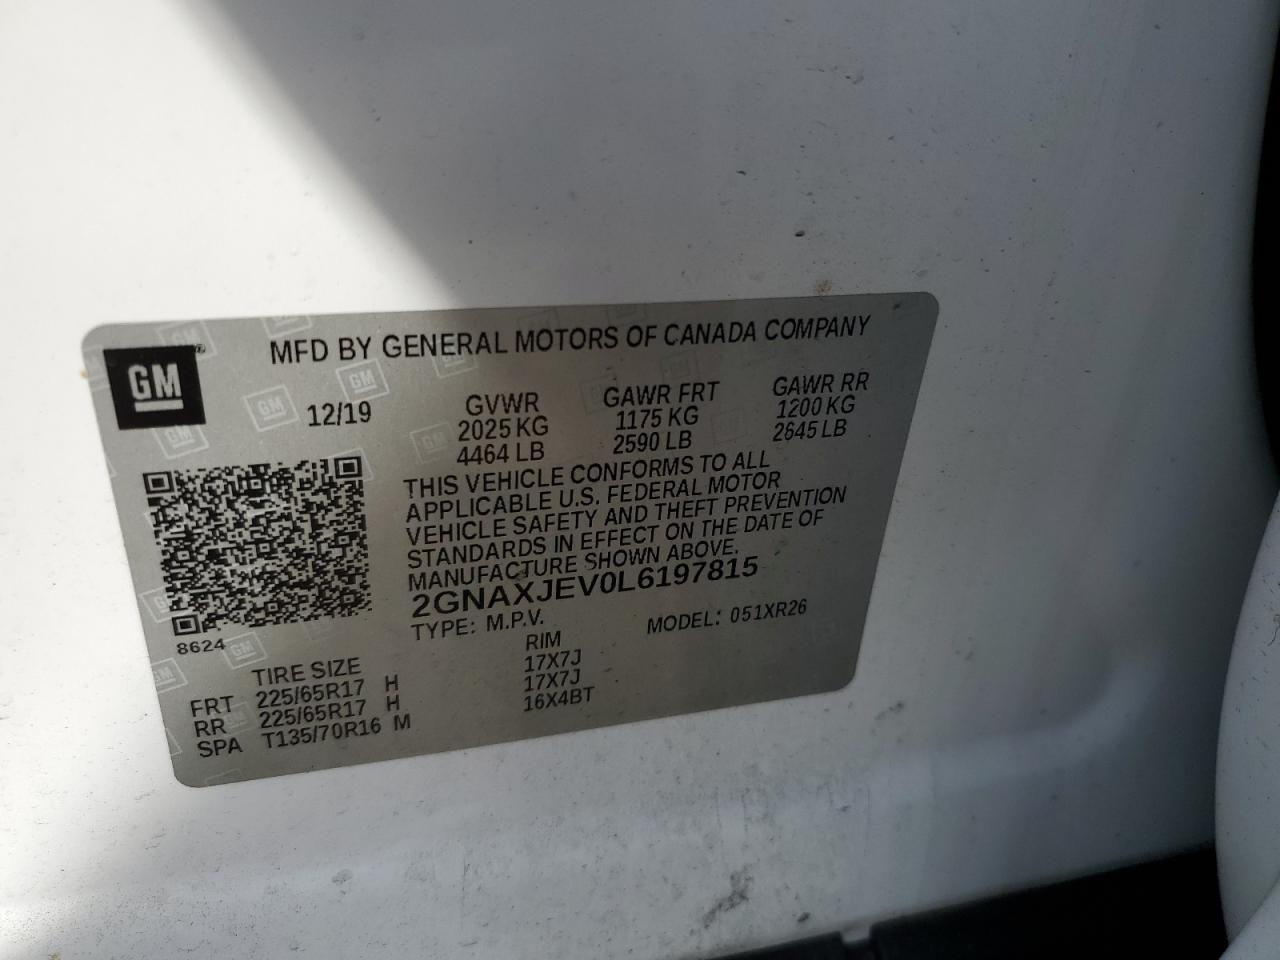 MFD BY GENERAL MOTORS OF CANADA COMPANY
GM
12/19
GVWR GAWR FRT GAWR RR
2025 KG 1175 KG 1200 KG
4464 LB 2590 LB 2645 LB
THIS VEHICLE CONFORMS TO ALL
APPLICABLE U.S. FEDERAL MOTOR
VEHICLE SAFETY AND THEFT PREVENTION
STANDARDS IN EFFECT ON THE DATE OF
MANUFACTURE SHOWN ABOVE.
2GNAXJEV0L6197815
TYPE: M.P.V. MODEL: 051XR26
8624
TIRE SIZE RIM
FRT 225/65R17 H 17X7J
RR 225/65R17 H 17X7J
SPA T135/70R16 M 16X4BT